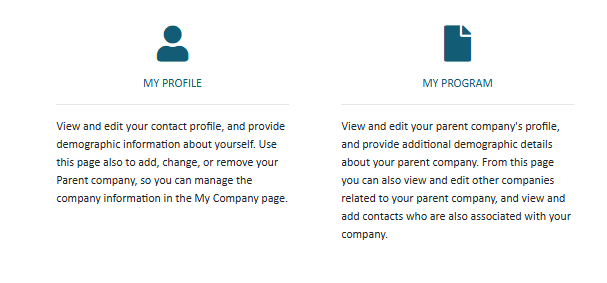 MY PROFILE
View and edit your contact profile, and provide
demographic information about yourself. Use
this page also to add, change, or remove your
Parent company, so you can manage the
company information in the My Company page.
MY PROGRAM
View and edit your parent company's profile,
and provide additional demographic details
about your parent company. From this page
you can also view and edit other companies
related to your parent company, and view and
add contacts who are also associated with your
company.